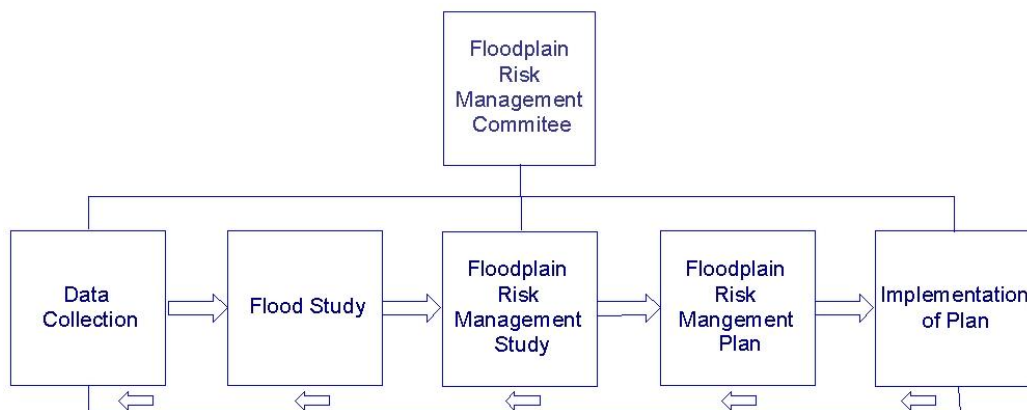 Floodplain
Risk
Management
Commitee
Data
Collection
Flood Study
Floodplain
Risk
Management
Study
Floodplain
Risk
Mangement
Plan
Implementation
of Plan